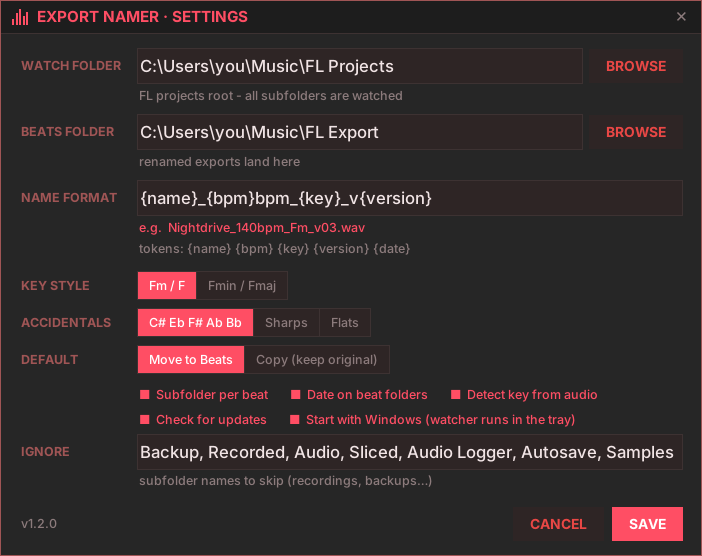 EXPORT NAMER · SETTINGS ✕
WATCH FOLDER C:\Users\you\Music\FL Projects BROWSE
FL projects root - all subfolders are watched
BEATS FOLDER C:\Users\you\Music\FL Export BROWSE
renamed exports land here
NAME FORMAT {name}_{bpm}bpm_{key}_v{version}
e.g. Nightdrive_140bpm_Fm_v03.wav
tokens: {name} {bpm} {key} {version} {date}
KEY STYLE Fm / F Fmin / Fmaj
ACCIDENTALS C# Eb F# Ab Bb Sharps Flats
DEFAULT Move to Beats Copy (keep original)
Subfolder per beat Date on beat folders Detect key from audio
Check for updates Start with Windows (watcher runs in the tray)
IGNORE Backup, Recorded, Audio, Sliced, Audio Logger, Autosave, Samples
subfolder names to skip (recordings, backups...)
v1.2.0 CANCEL SAVE